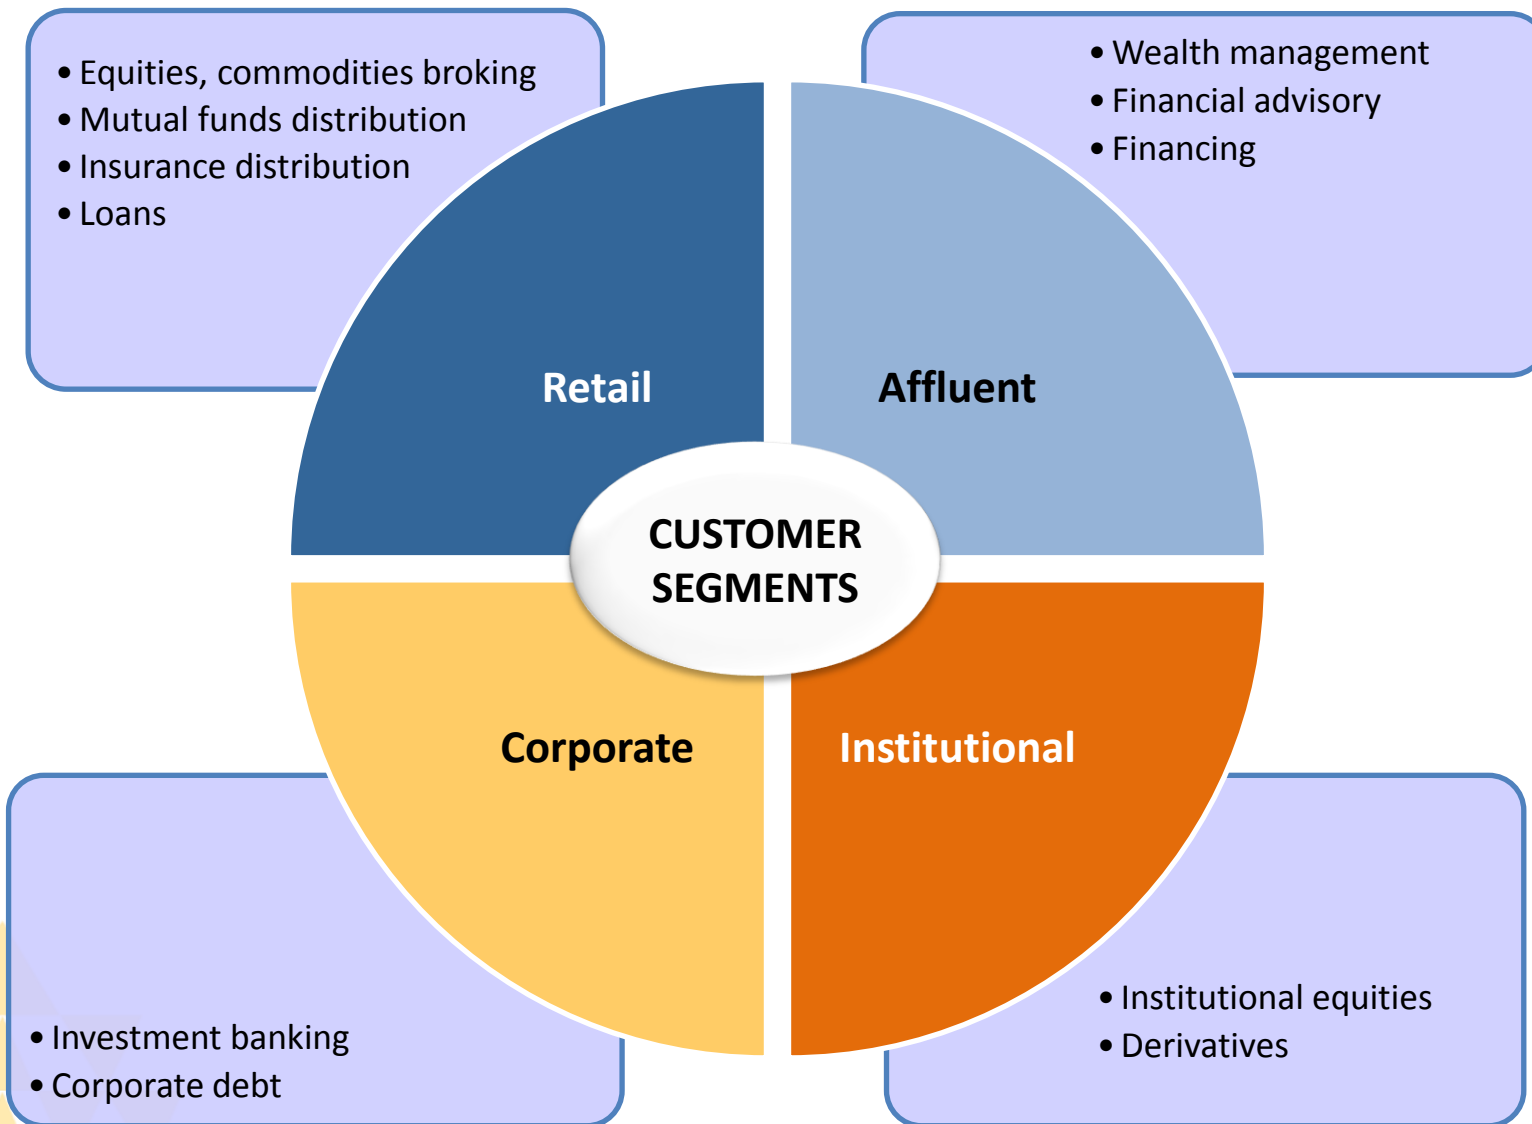 • Equities, commodities broking
• Mutual funds distribution
• Insurance distribution
• Loans
• Wealth management
• Financial advisory
• Financing
Retail
Affluent
CUSTOMER
SEGMENTS
Corporate
Institutional
• Investment banking
• Corporate debt
• Institutional equities
• Derivatives